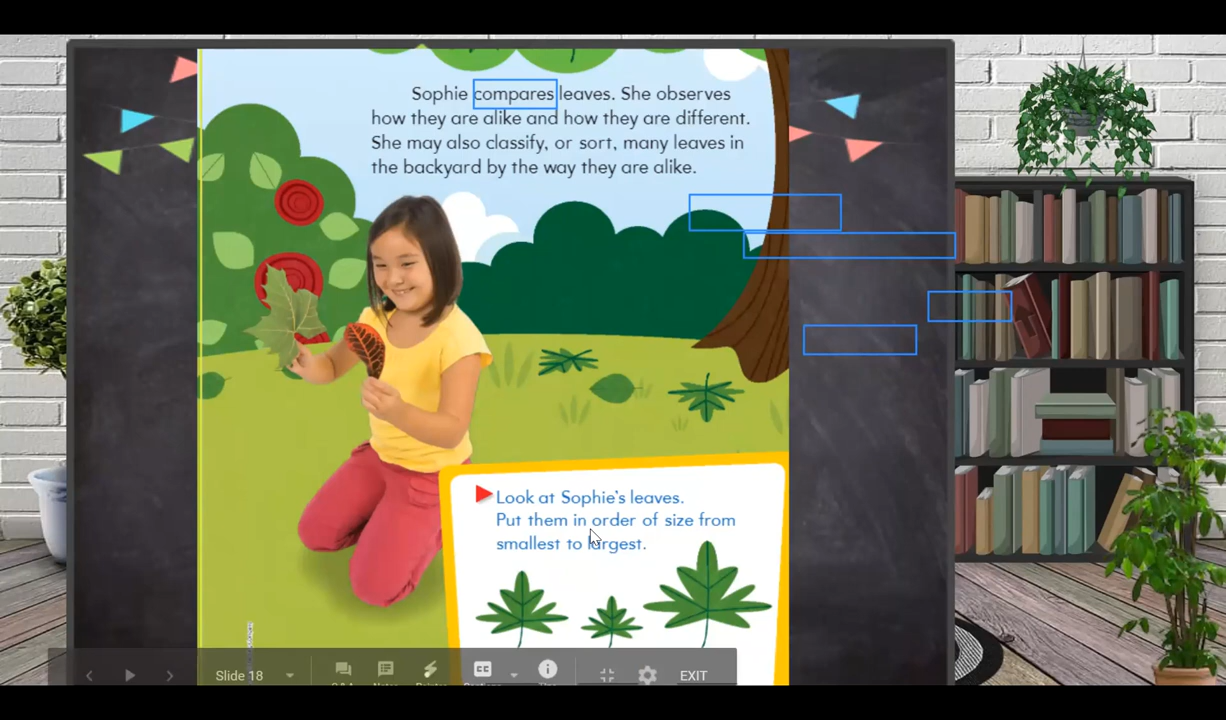 Sophie compares leaves. She observes
how they are alike and how they are different.
She may also classify, or sort, many leaves in
the backyard by the way they are alike.
Look at Sophie's leaves.
Put them in order of size from
smallest to largest.
Slide 18
CC
EXIT